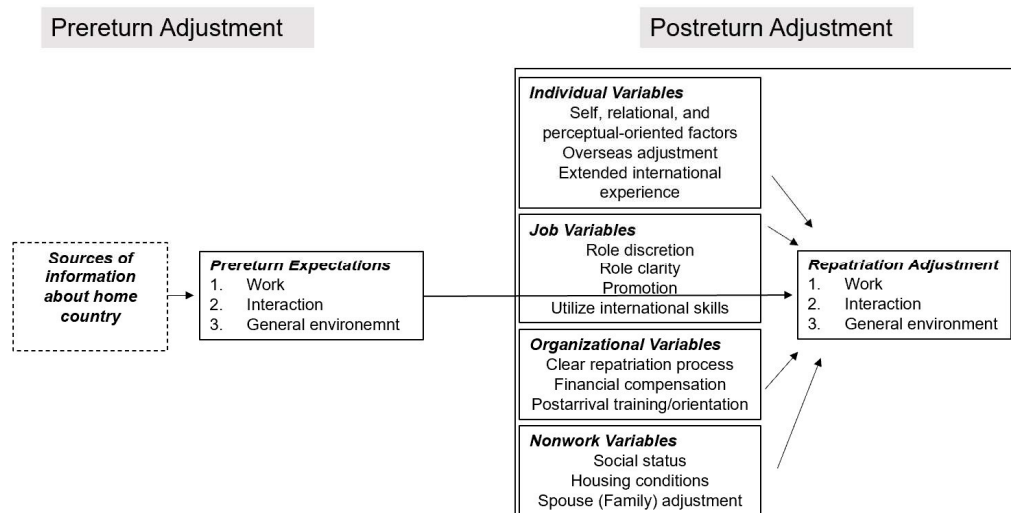 Prereturn Adjustment
Postreturn Adjustment
Sources of
information
about home
country
Prereturn Expectations
1. Work
2. Interaction
3. General environemnt
Individual Variables
Self, relational, and
perceptual-oriented factors
Overseas adjustment
Extended international
experience
Job Variables
Role discretion
Role clarity
Promotion
Utilize international skills
Organizational Variables
Clear repatriation process
Financial compensation
Postarrival training/orientation
Nonwork Variables
Social status
Housing conditions
Spouse (Family) adjustment
Repatriation Adjustment
1. Work
2. Interaction
3. General environment